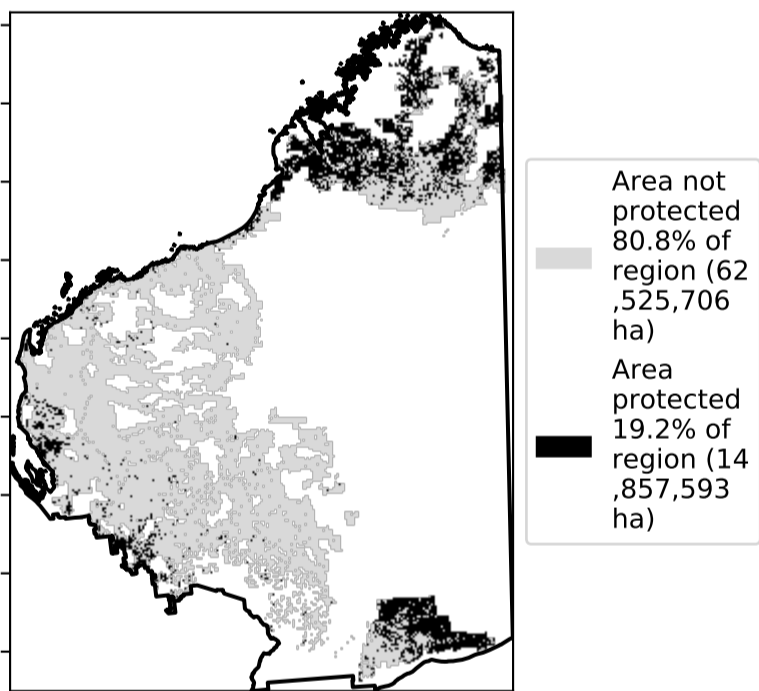 Area not
protected
80.8% of
region (62
,525,706
ha)
Area
protected
19.2% of
region (14
,857,593
ha)